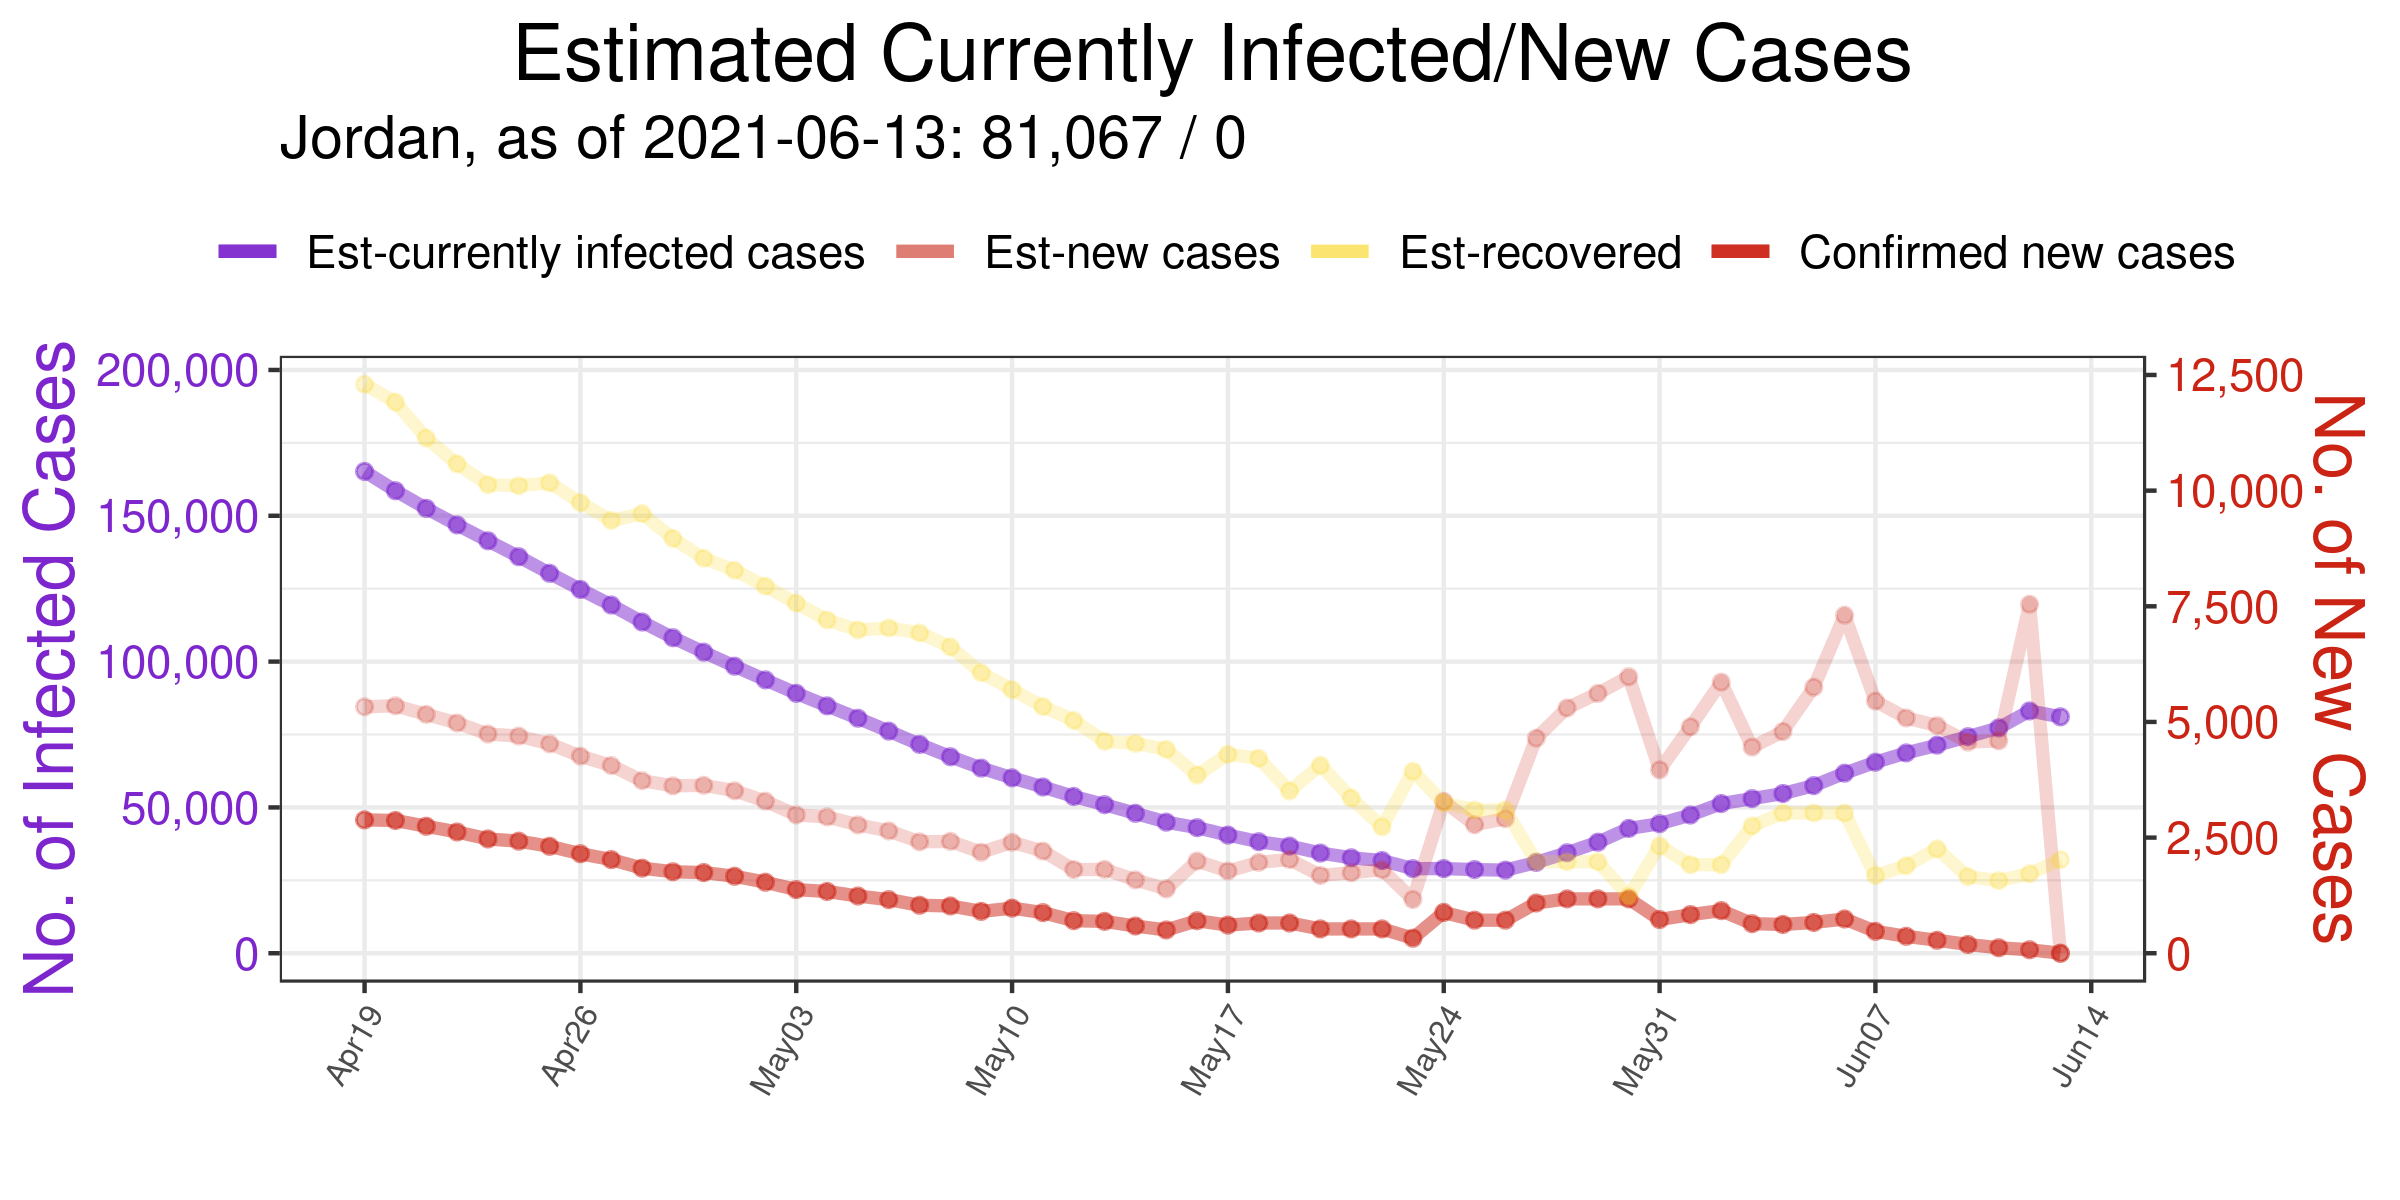 Estimated Currently Infected/New Cases
Jordan, as of 2021-06-13: 81,067 / 0
Est-currently infected cases Est-new cases Est-recovered Confirmed new cases
No. of Infected Cases
200,000
150,000
100,000
50,000
0
12,500
10,000
7,500
5,000
2,500
0
No. of New Cases
Apr19 Apr26 May03 May10 May17 May24 May31 Jun07 Jun14